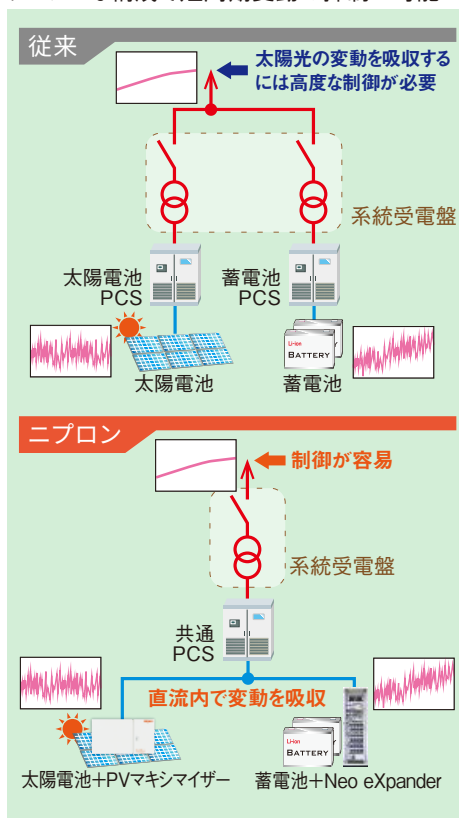 従来
太陽光の変動を吸収する
には高度な制御が必要
系統受電盤
太陽電池
PCS
蓄電池
PCS
Li-ion
BATTERY
太陽電池
蓄電池
ニプロン
制御が容易
系統受電盤
共通
PCS
直流内で変動を吸収
Li-ion
BATTERY
太陽電池+PVマキシマイザー
蓄電池+Neo eXpander